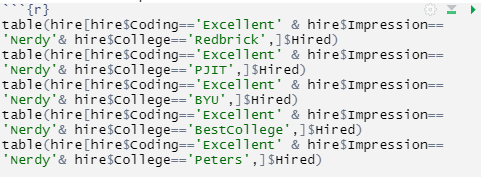 ```{r}
table(hire[hire$Coding=='Excellent' & hire$Impression==
'Nerdy'& hire$College=='Redbrick',]$Hired)
table(hire[hire$Coding=='Excellent' & hire$Impression==
'Nerdy'& hire$College=='PJIT',]$Hired)
table(hire[hire$Coding=='Excellent' & hire$Impression==
'Nerdy'& hire$College=='BYU',]$Hired)
table(hire[hire$Coding=='Excellent' & hire$Impression==
'Nerdy'& hire$College=='BestCollege',]$Hired)
table(hire[hire$Coding=='Excellent' & hire$Impression==
'Nerdy'& hire$College=='Peters',]$Hired)